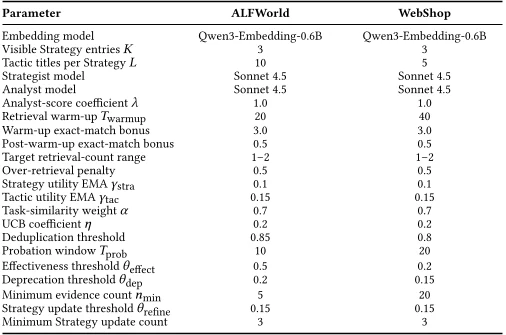 Parameter ALFWorld WebShop
Embedding model Qwen3-Embedding-0.6B Qwen3-Embedding-0.6B
Visible Strategy entries K 3 3
Tactic titles per Strategy L 10 5
Strategist model Sonnet 4.5 Sonnet 4.5
Analyst model Sonnet 4.5 Sonnet 4.5
Analyst-score coefficient λ 1.0 1.0
Retrieval warm-up T_warmup 20 40
Warm-up exact-match bonus 3.0 3.0
Post-warm-up exact-match bonus 0.5 0.5
Target retrieval-count range 1–2 1–2
Over-retrieval penalty 0.5 0.5
Strategy utility EMA γ_stra 0.1 0.1
Tactic utility EMA γ_tac 0.15 0.15
Task-similarity weight α 0.7 0.7
UCB coefficient η 0.2 0.2
Deduplication threshold 0.85 0.8
Probation window T_prob 10 20
Effectiveness threshold θ_effect 0.5 0.2
Deprecation threshold θ_dep 0.2 0.15
Minimum evidence count n_min 5 20
Strategy update threshold θ_refine 0.15 0.15
Minimum Strategy update count 3 3